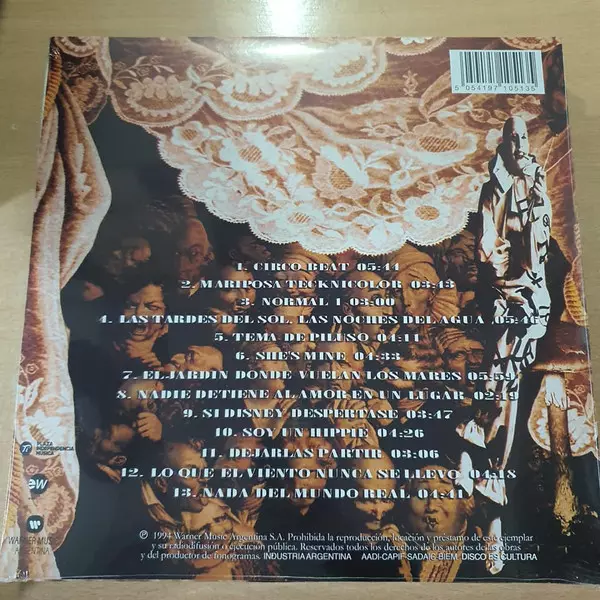 5 054197 105135
1. CIRCO BEAT 05:44
2. MARIPOSA TECKNICOLOR 03:43
3. NORMAL 1 03:00
4. LAS TARDES DEL SOL, LAS NOCHES DEL AGUA .05:46
5. TEMA DE PILUSO 04:11
6. SHE'S MINE 04:33
7. EL JARDIN DONDE VUELAN LOS MARES 05:59
8. NADIE DETIENE AL AMOR EN UN LUGAR 02:19
9. SI DISNEY DESPERTASE 03:47
10. SOY UN HIPPIE 04:26
11. DEJARLAS PARTIR 03:06
12. LO QUE EL VIENTO NUNCA SE LLEVO 04:18
13. NADA DEL MUNDO REAL 04:41
PLAZA
INDEPENDENCIA
MUSICA
ew
WARNER MUSIC
ARGENTINA
℗ 1994 Warner Music Argentina S.A. Prohibida la reproducción, locación y préstamo de este ejemplar
y su radiodifusión o ejecución pública. Reservados todos los derechos de los autores de las obras
y del productor de fonogramas. INDUSTRIA ARGENTINA AADI-CAPIF-SADAIC-BIEM: DISCO ES CULTURA